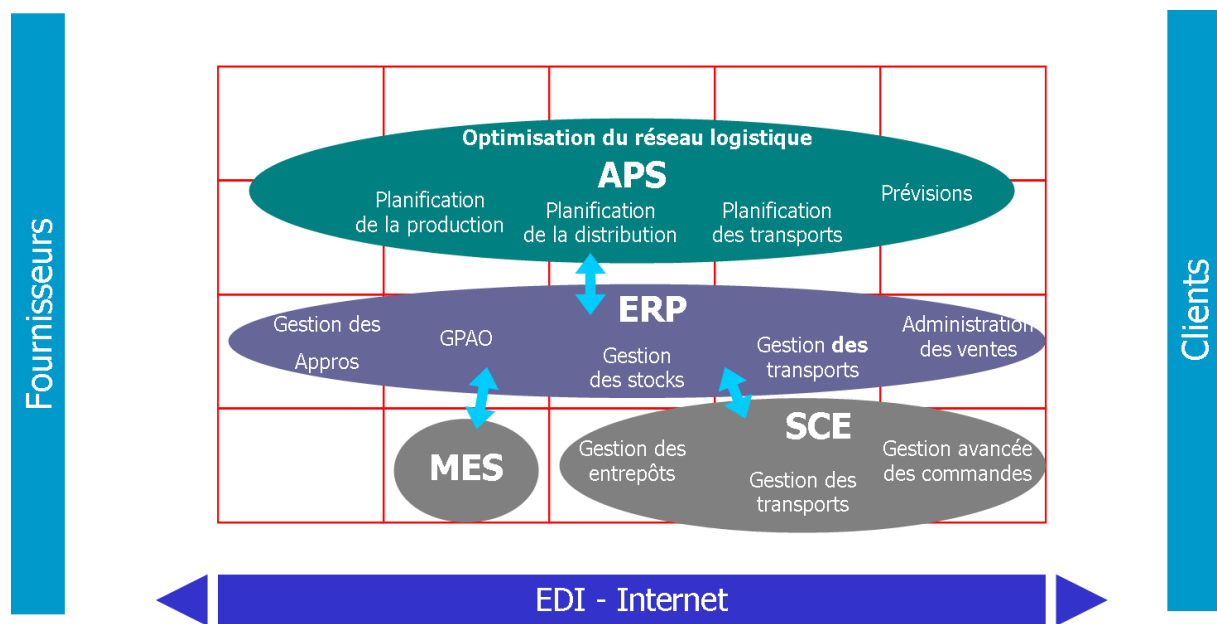 Fournisseurs
Optimisation du réseau logistique
APS
Planification
de la production
Planification
de la distribution
Planification
des transports
Prévisions
ERP
Gestion des
Appros
GPAO
Gestion
des stocks
Gestion des
transports
Administration
des ventes
MES
SCE
Gestion des
entrepôts
Gestion des
transports
Gestion avancée
des commandes
Clients
EDI - Internet